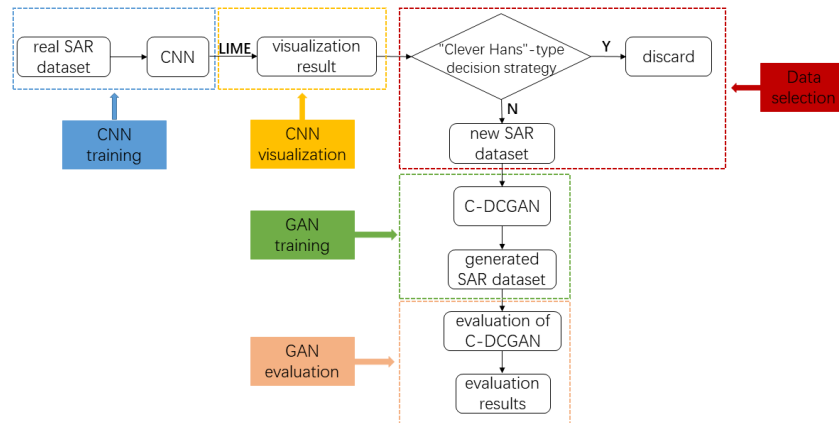 real SAR
dataset
CNN
LIME
visualization
result
"Clever Hans"-type
decision strategy
Y
discard
N
new SAR
dataset
Data
selection
CNN
training
CNN
visualization
C-DCGAN
GAN
training
generated
SAR dataset
evaluation of
C-DCGAN
GAN
evaluation
evaluation
results